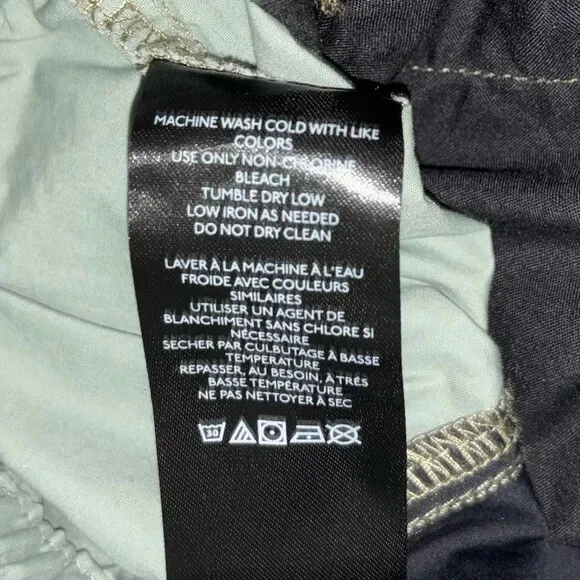 MACHINE WASH COLD WITH LIKE
COLORS
USE ONLY NON-CHLORINE
BLEACH
TUMBLE DRY LOW
LOW IRON AS NEEDED
DO NOT DRY CLEAN
LAVER À LA MACHINE À L'EAU
FROIDE AVEC COULEURS
SIMILAIRES
UTILISER UN AGENT DE
BLANCHIMENT SANS CHLORE SI
NÉCESSAIRE
SECHER PAR CULBUTAGE À BASSE
TEMPERATURE
REPASSER, AU BESOIN, À TRÉS
BASSE TEMPÉRATURE
NE PAS NETTOYER À SEC
30